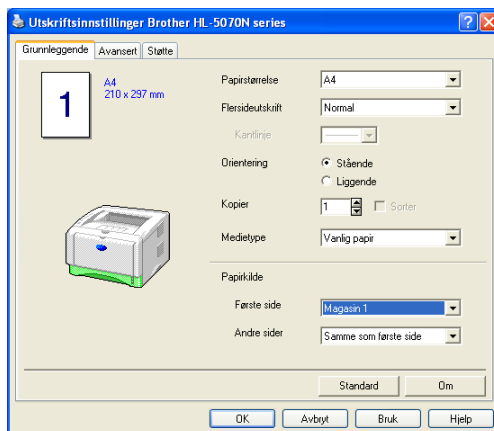 Utskriftsinnstillinger Brother HL-5070N series
Grunnleggende Avansert Støtte
1
A4
210 x 297 mm
Papirstørrelse A4
Flersideutskrift Normal
Kantlinje
Orientering Stående
Liggende
Kopier 1 Sorter
Medietype Vanlig papir
Papirkilde
Første side Magasin 1
Andre sider Samme som første side
Standard Om
OK Avbryt Bruk Hjelp